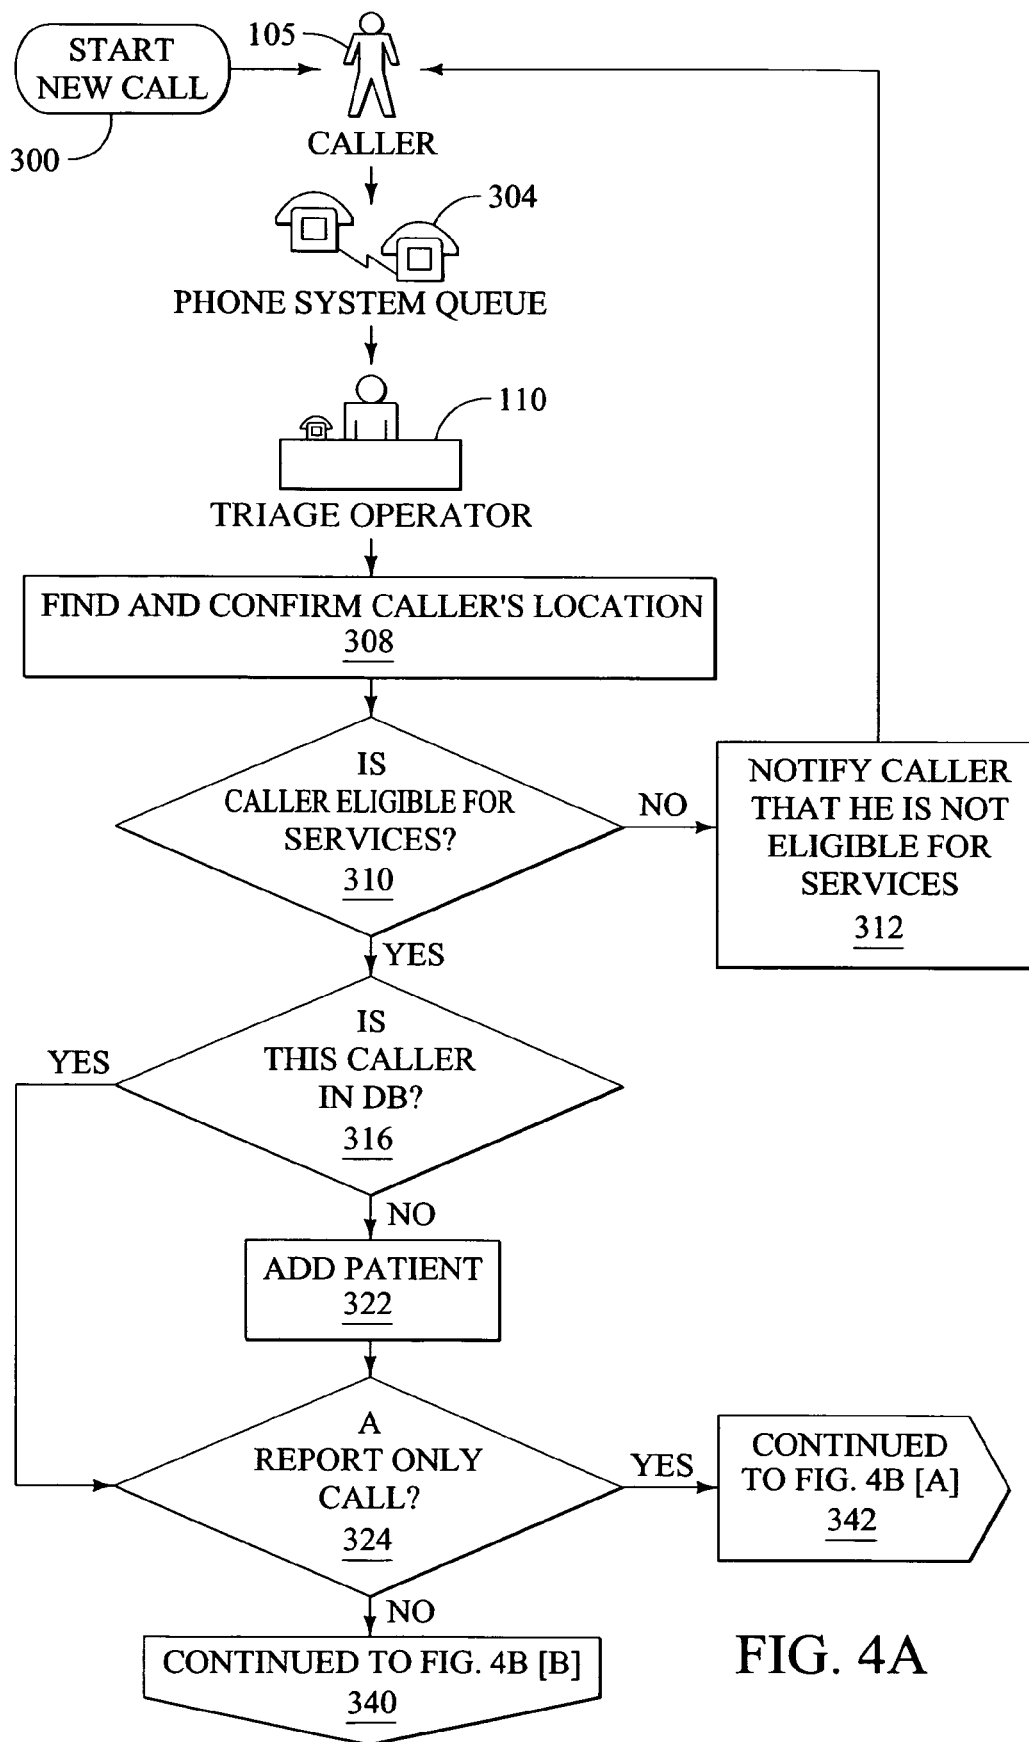 START
NEW CALL
300
105
CALLER
304
PHONE SYSTEM QUEUE
110
TRIAGE OPERATOR
FIND AND CONFIRM CALLER'S LOCATION
308
IS
CALLER ELIGIBLE FOR
SERVICES?
310
NO
NOTIFY CALLER
THAT HE IS NOT
ELIGIBLE FOR
SERVICES
312
YES
IS
THIS CALLER
IN DB?
316
YES
NO
ADD PATIENT
322
A
REPORT ONLY
CALL?
324
YES
CONTINUED
TO FIG. 4B [A]
342
NO
CONTINUED TO FIG. 4B [B]
340
FIG. 4A